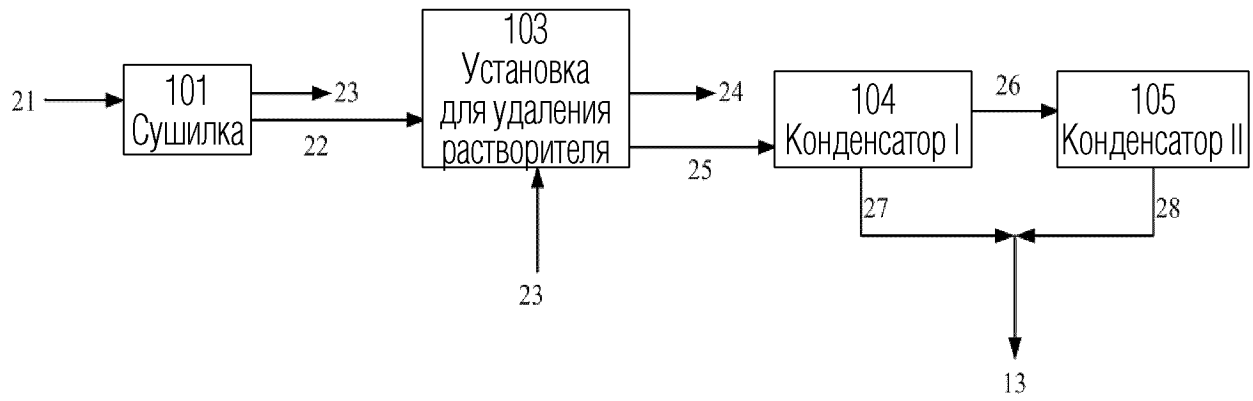 21
101
Сушилка
23
22
103
Установка
для удаления
растворителя
23
24
25
104
Конденсатор I
26
105
Конденсатор II
27
28
13